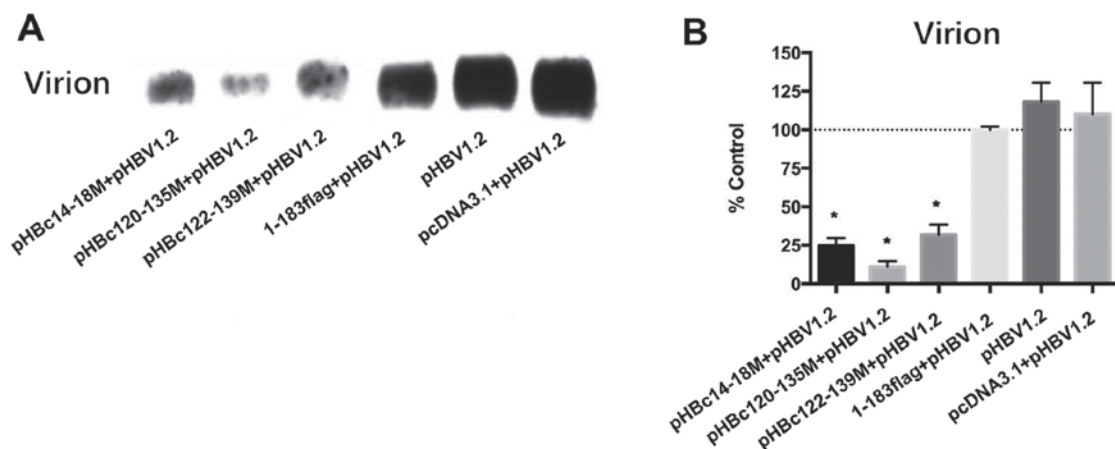 A
Virion
pHBc14-18M+pHBV1.2
pHBc120-135M+pHBV1.2
pHBc122-139M+pHBV1.2
1-183flag+pHBV1.2
pHBV1.2
pcDNA3.1+pHBV1.2
B
Virion
% Control
150
125
100
75
50
25
0
*
*
*
pHBc14-18M+pHBV1.2
pHBc120-135M+pHBV1.2
pHBc122-139M+pHBV1.2
1-183flag+pHBV1.2
pHBV1.2
pcDNA3.1+pHBV1.2